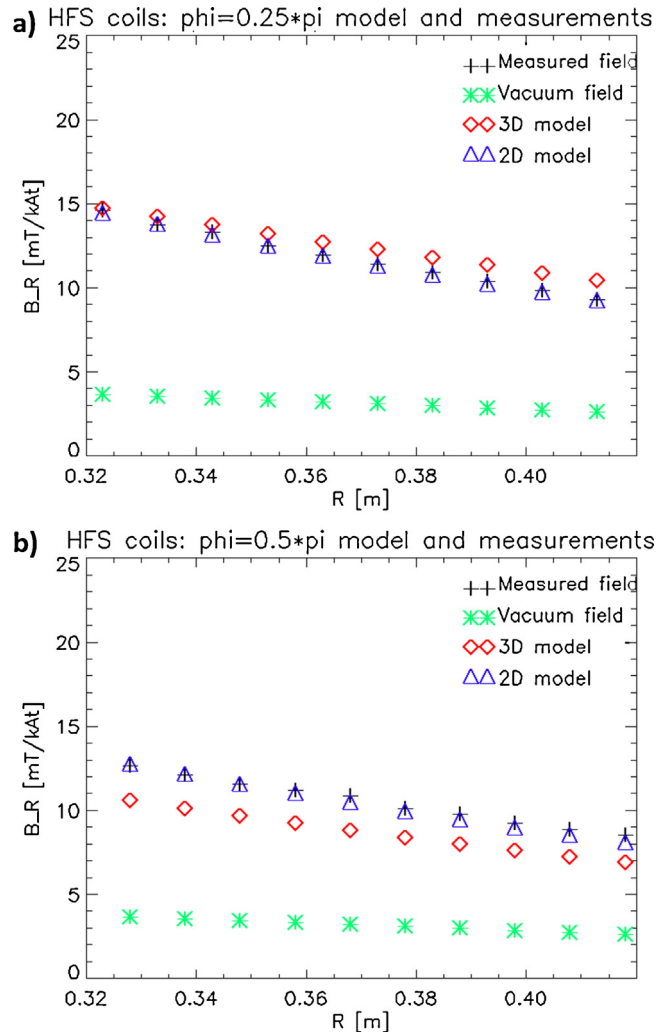 a) HFS coils: phi=0.25*pi model and measurements
Measured field
Vacuum field
3D model
2D model
25
20
15
10
5
0
B_R [mT/kAt]
0.32 0.34 0.36 0.38 0.40
R [m]
b) HFS coils: phi=0.5*pi model and measurements
Measured field
Vacuum field
3D model
2D model
25
20
15
10
5
0
B_R [mT/kAt]
0.32 0.34 0.36 0.38 0.40
R [m]